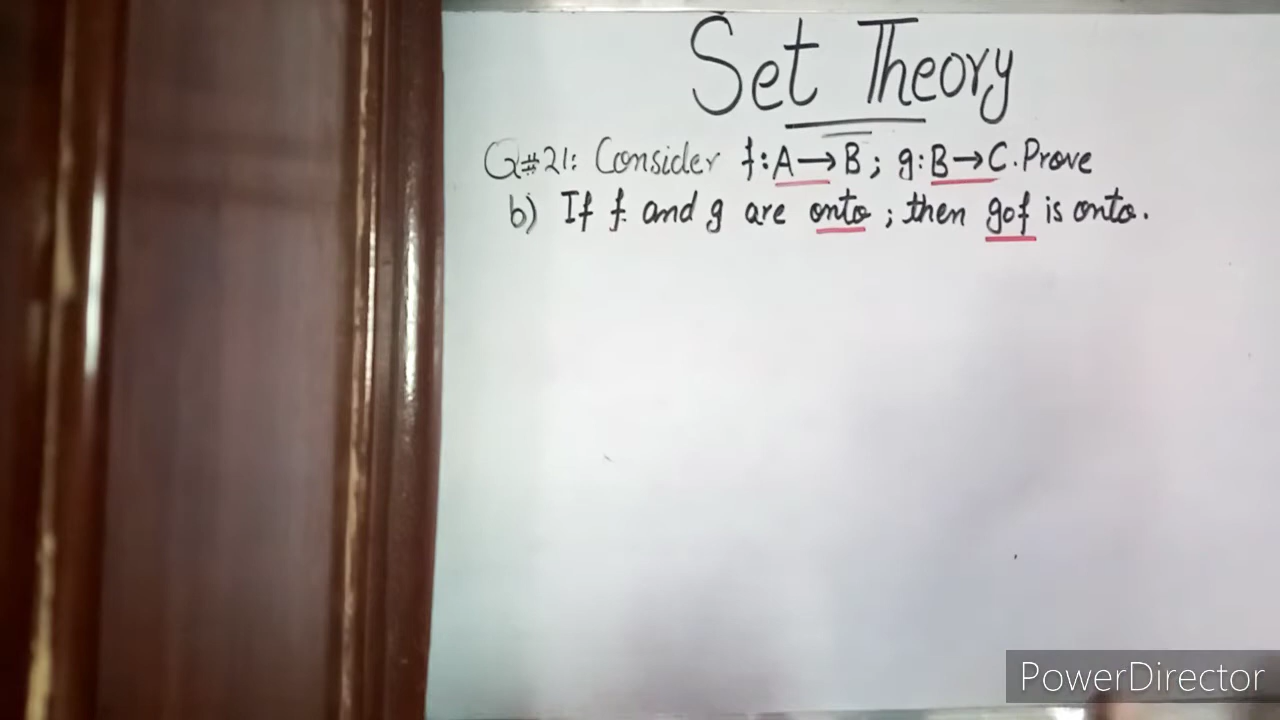 Set Theory
Q#21: Consider f:A→B; g:B→C. Prove
b) If f and g are onto; then gof is onto.
PowerDirector